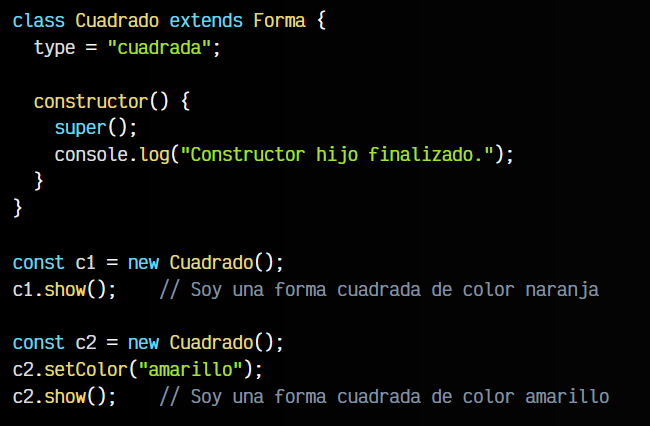 class Cuadrado extends Forma {
  type = "cuadrada";

  constructor() {
    super();
    console.log("Constructor hijo finalizado.");
  }
}

const c1 = new Cuadrado();
c1.show();    // Soy una forma cuadrada de color naranja

const c2 = new Cuadrado();
c2.setColor("amarillo");
c2.show();    // Soy una forma cuadrada de color amarillo